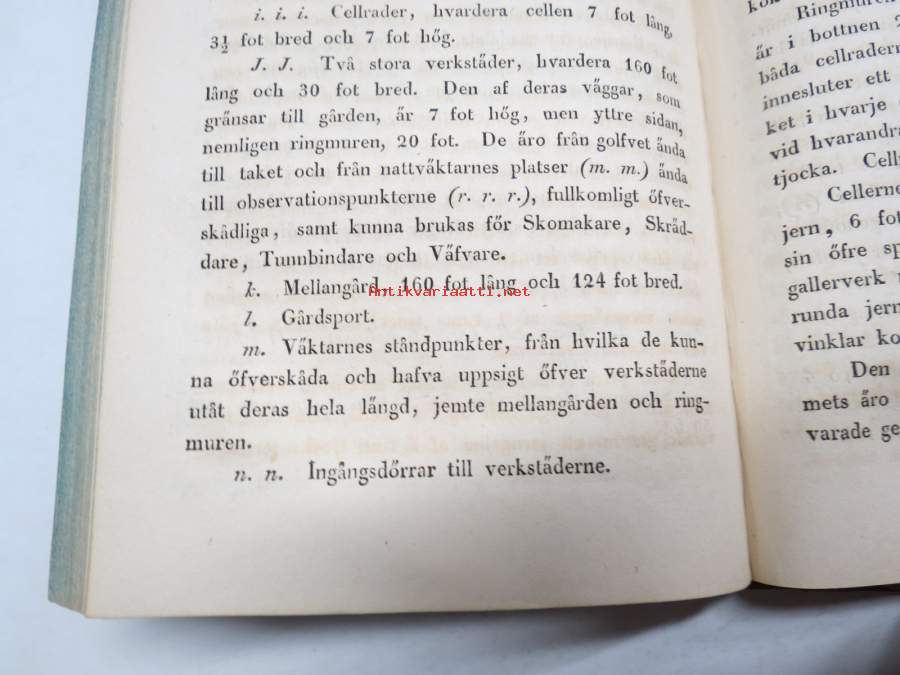 i. i. i. Cellrader, hvardera cellen 7 fot lång,
3½ fot bred och 7 fot hög.
J. J. Två stora verkstäder, hvardera 160 fot
lång och 30 fot bred. Den af deras väggar, som
gränsar till gården, är 7 fot hög, men yttre sidan,
nemligen ringmuren, 20 fot. De äro från golfvet ända
till taket och från nattväktarnes platser (m. m.) ända
till observationspunkterne (r. r. r.), fullkomligt öfver-
skådliga, samt kunna brukas för Skomakare, Skräd-
dare, Tunnbindare och Väfvare.
k. Mellangård, 160 fot lång och 124 fot bred.
Antikvariaatti.net
l. Gårdsport.
m. Väktarnes ståndpunkter, från hvilka de kun-
na öfverskåda och hafva uppsigt öfver verkstäderne
utåt deras hela längd, jemte mellangården och ring-
muren.
n. n. Ingångsdörrar till verkstäderne.
Ringmuren
är i bottnen
båda cellradern
innesluter ett
ket i hvarje
vid hvarandra
tjocka. Cell
Cellerne
jern, 6 fot
sin öfre sp
gallerverk
runda jern
vinklar ko
Den
mets äro
varade ge